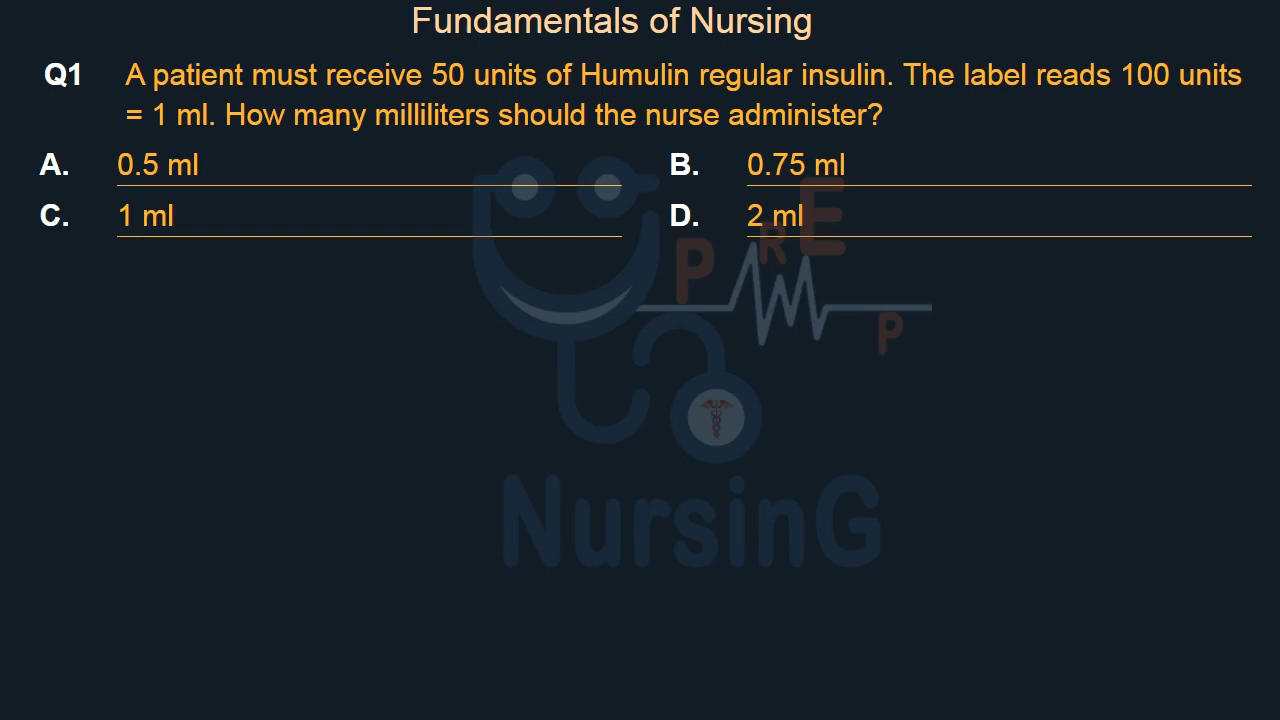 Fundamentals of Nursing
Q1 A patient must receive 50 units of Humulin regular insulin. The label reads 100 units
= 1 ml. How many milliliters should the nurse administer?
A. 0.5 ml B. 0.75 ml
C. 1 ml D. 2 ml
PREP
NursinG